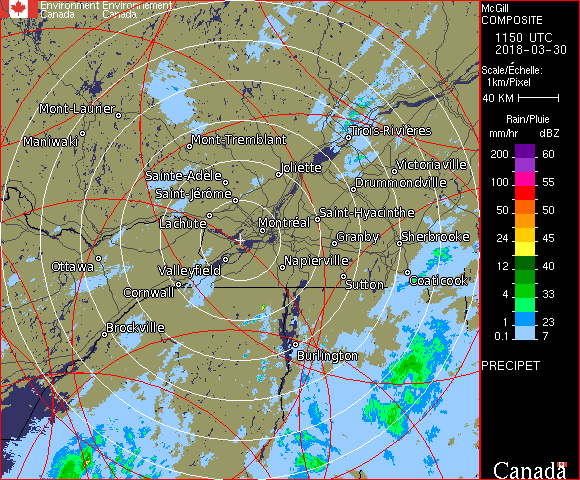 Environment Environnement
Canada Canada
McGill
COMPOSITE
1150 UTC
2018-03-30
Scale/Échelle:
1km/Pixel
40 KM
Rain/Pluie
mm/hr dBZ
200 60
100 55
50 50
24 45
12 40
4 33
1 23
0.1 7
PRECIPET
Canada
Mont-Laurier
Maniwaki
Mont-Tremblant
Trois-Rivières
Sainte-Adèle
Joliette
Victoriaville
Saint-Jérôme
Drummondville
Lachute
Montréal
Saint-Hyacinthe
Granby
Sherbrooke
Ottawa
Valleyfield
Napierville
Cornwall
Sutton
Coaticook
Brockville
Burlington